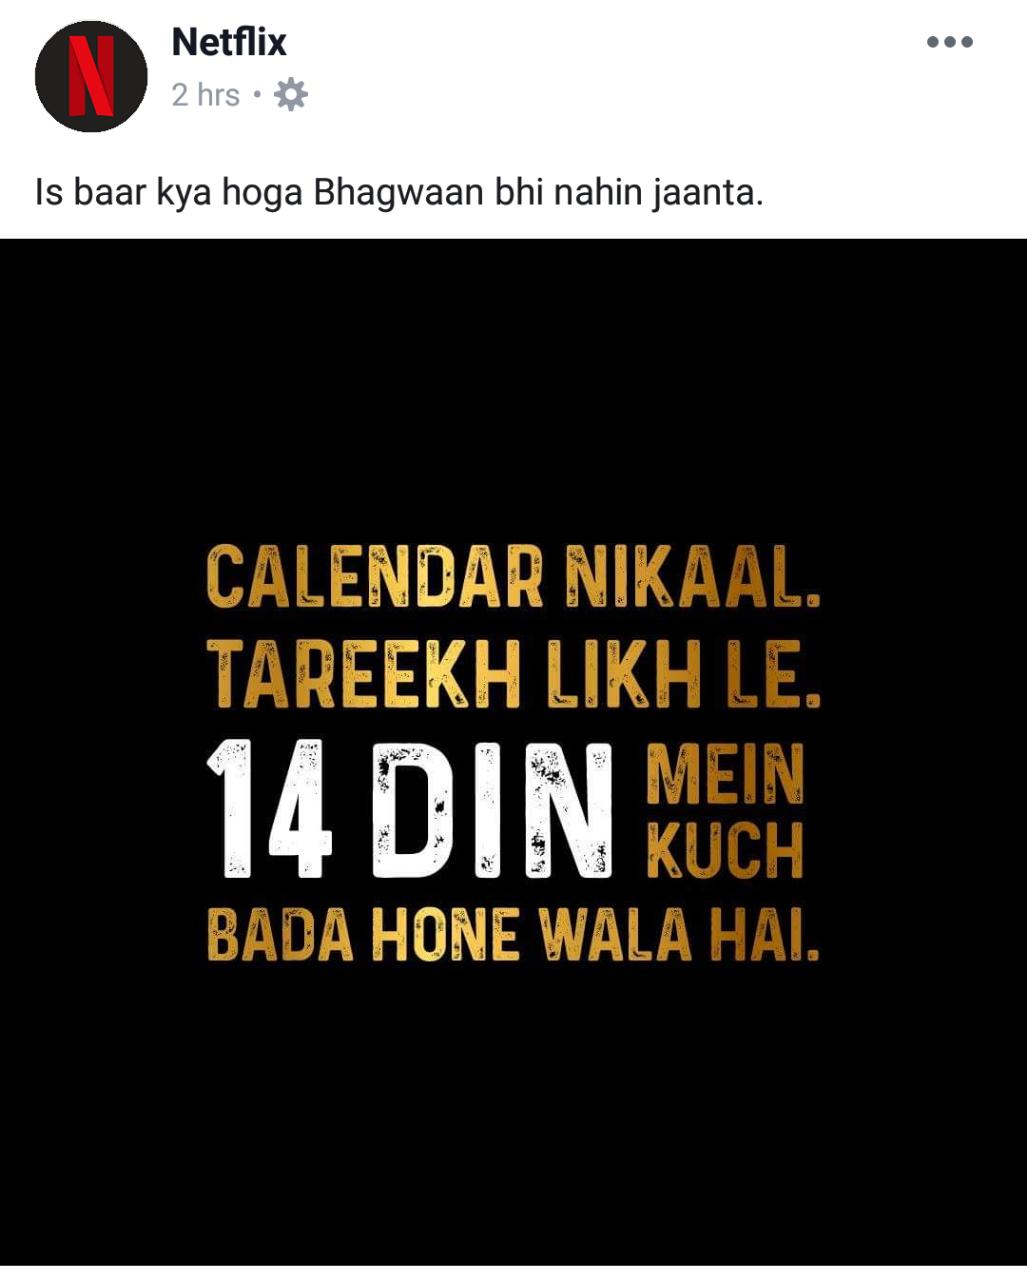 Netflix
2 hrs •
Is baar kya hoga Bhagwaan bhi nahin jaanta.
CALENDAR NIKAAL.
TAREEKH LIKH LE.
14 DIN MEIN
KUCH
BADA HONE WALA HAI.